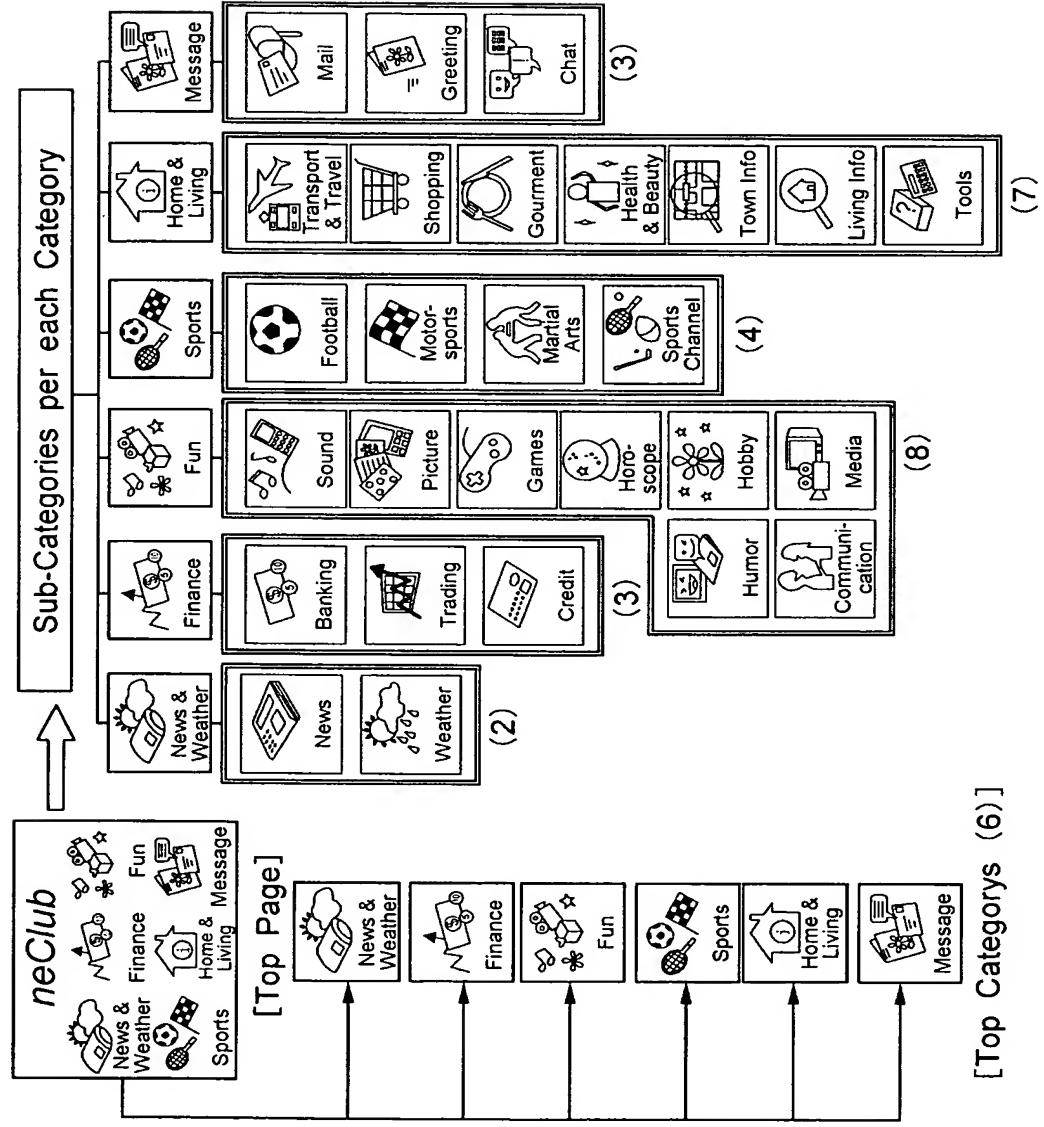 neClub
News &
Weather
Finance
Fun
Sports
Home &
Living
Message
[Top Page]
News &
Weather
Finance
Fun
Sports
Home &
Living
Message
[Top Categorys (6)]
Sub-Categories per each Category
News &
Weather
News
Weather
(2)
Finance
Banking
Trading
Credit
(3)
Fun
Sound
Picture
Games
Horo-
scope
Hobby
Media
Humor
Communi-
cation
(8)
Sports
Football
Motor-
sports
Martial
Arts
Sports
Channel
(4)
Home &
Living
Transport
& Travel
Shopping
Gourment
Health
& Beauty
Town Info
Living Info
Tools
(7)
Message
Mail
Greeting
Chat
(3)